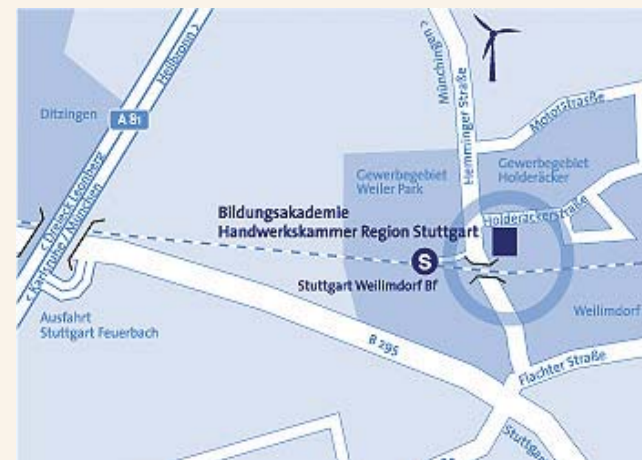 Heilbronn >
Münchingen >
Ditzingen
A 81
Hemminger Straße
Motorstraße
Gewerbegebiet
Weiler Park
Gewerbegebiet
Holderäcker
< Dreieck Leonberg
< Karlsruhe / München
Bildungsakademie
Handwerkskammer Region Stuttgart
Holderäckerstraße
S
Stuttgart Weilimdorf Bf
Ausfahrt
Stuttgart Feuerbach
Weilimdorf
B 295
Flachter Straße